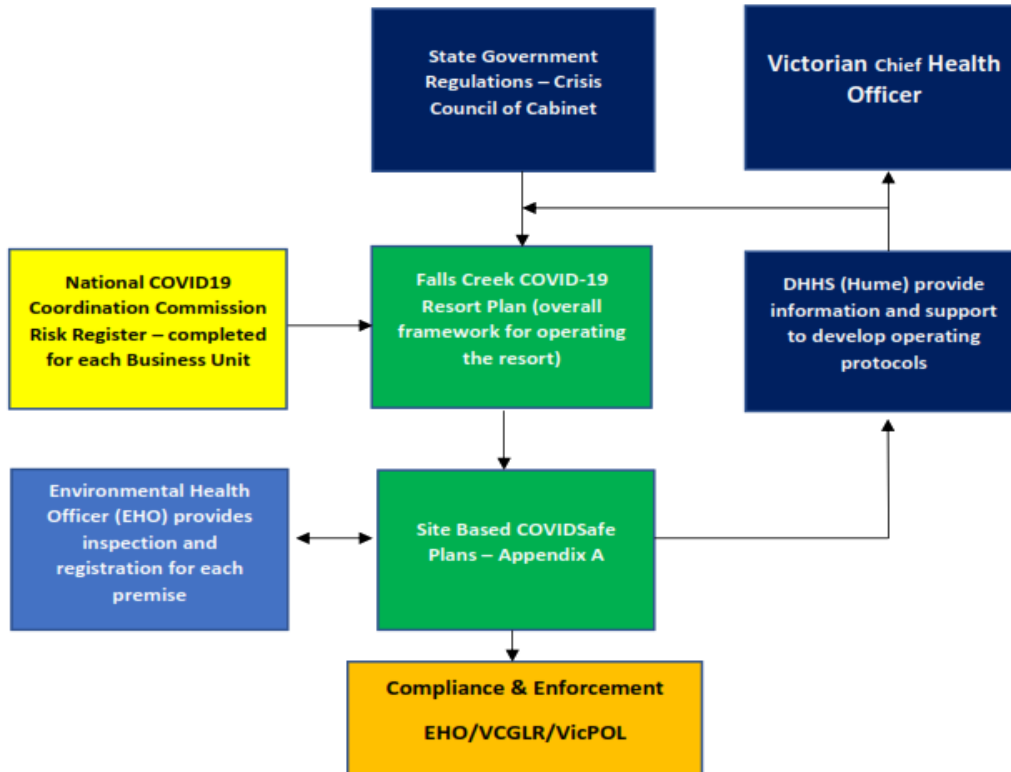 State Government
Regulations – Crisis
Council of Cabinet
Victorian Chief Health
Officer
National COVID19
Coordination Commission
Risk Register – completed
for each Business Unit
Falls Creek COVID-19
Resort Plan (overall
framework for operating
the resort)
DHHS (Hume) provide
information and support
to develop operating
protocols
Environmental Health
Officer (EHO) provides
inspection and
registration for each
premise
Site Based COVIDSafe
Plans – Appendix A
Compliance & Enforcement
EHO/VCGLR/VicPOL